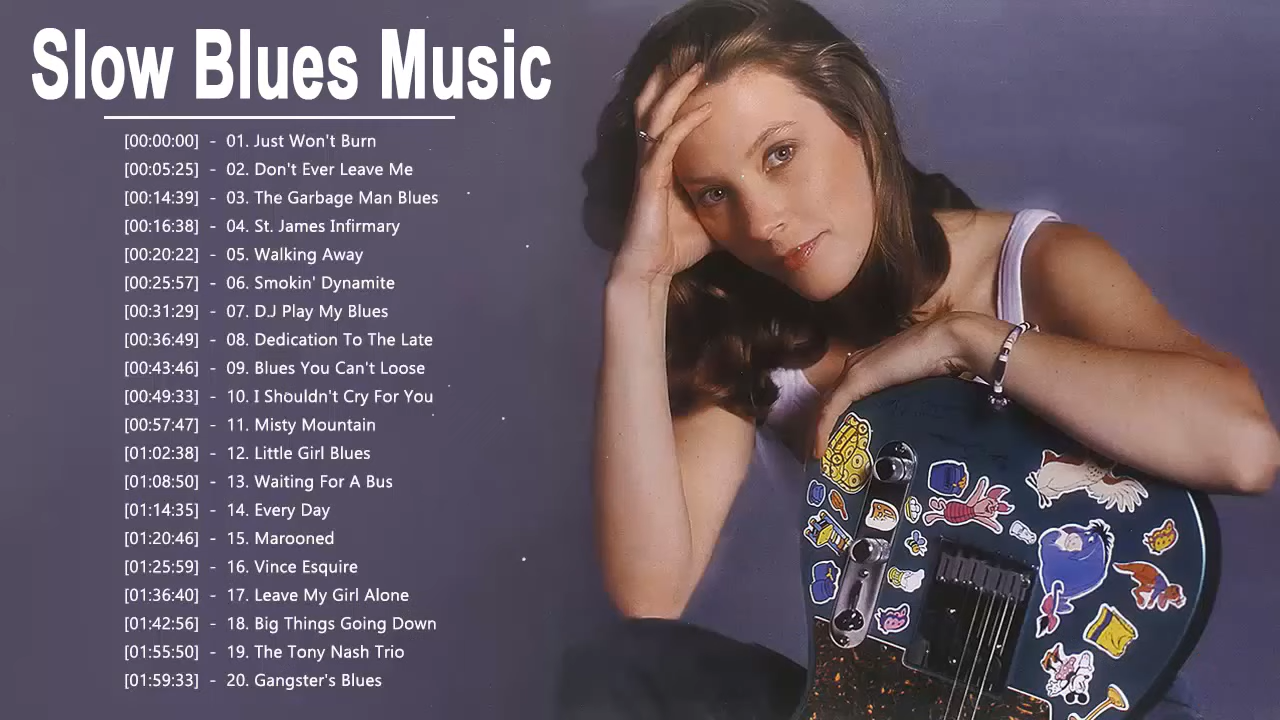 Slow Blues Music
[00:00:00] - 01. Just Won't Burn
[00:05:25] - 02. Don't Ever Leave Me
[00:14:39] - 03. The Garbage Man Blues
[00:16:38] - 04. St. James Infirmary
[00:20:22] - 05. Walking Away
[00:25:57] - 06. Smokin' Dynamite
[00:31:29] - 07. D.J Play My Blues
[00:36:49] - 08. Dedication To The Late
[00:43:46] - 09. Blues You Can't Loose
[00:49:33] - 10. I Shouldn't Cry For You
[00:57:47] - 11. Misty Mountain
[01:02:38] - 12. Little Girl Blues
[01:08:50] - 13. Waiting For A Bus
[01:14:35] - 14. Every Day
[01:20:46] - 15. Marooned
[01:25:59] - 16. Vince Esquire
[01:36:40] - 17. Leave My Girl Alone
[01:42:56] - 18. Big Things Going Down
[01:55:50] - 19. The Tony Nash Trio
[01:59:33] - 20. Gangster's Blues